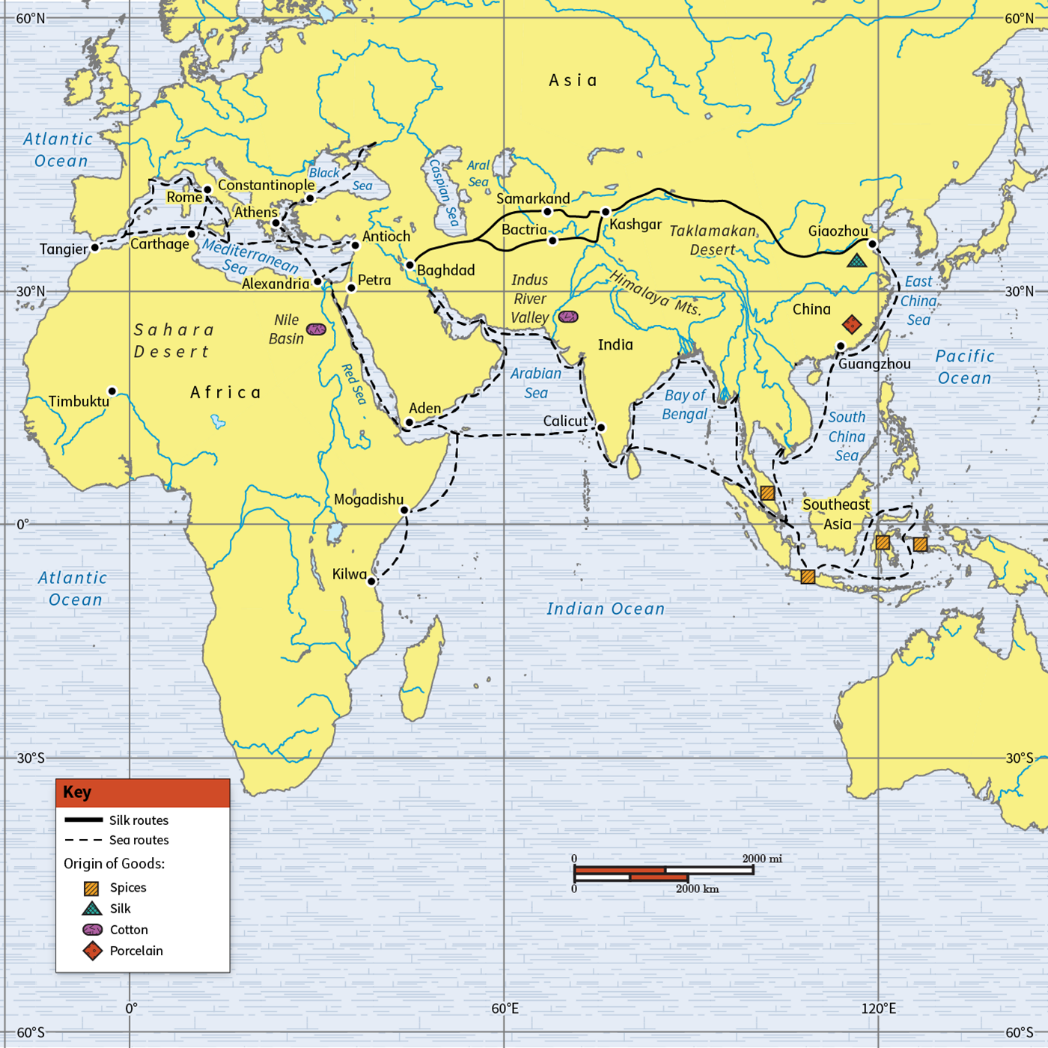 60°N
60°N
Asia
Atlantic
Ocean
Black
Sea
Caspian Sea
Aral
Sea
Constantinople
Rome
Athens
Samarkand
Kashgar
Bactria
Taklamakan
Desert
Giaozhou
Tangier
Carthage
Mediterranean
Sea
Antioch
Baghdad
Alexandria
Petra
Himalaya Mts.
Indus
River
Valley
East
China
Sea
30°N
30°N
China
Nile
Basin
Sahara
Desert
India
Pacific
Ocean
Guangzhou
Africa
Red Sea
Arabian
Sea
Bay of
Bengal
Timbuktu
Aden
Calicut
South
China
Sea
Mogadishu
Southeast
Asia
0°
0°
Kilwa
Atlantic
Ocean
Indian Ocean
30°S
30°S
Key
Silk routes
Sea routes
Origin of Goods:
Spices
Silk
Cotton
Porcelain
0 2000 mi
0 2000 km
0° 60°E 120°E
60°S
60°S